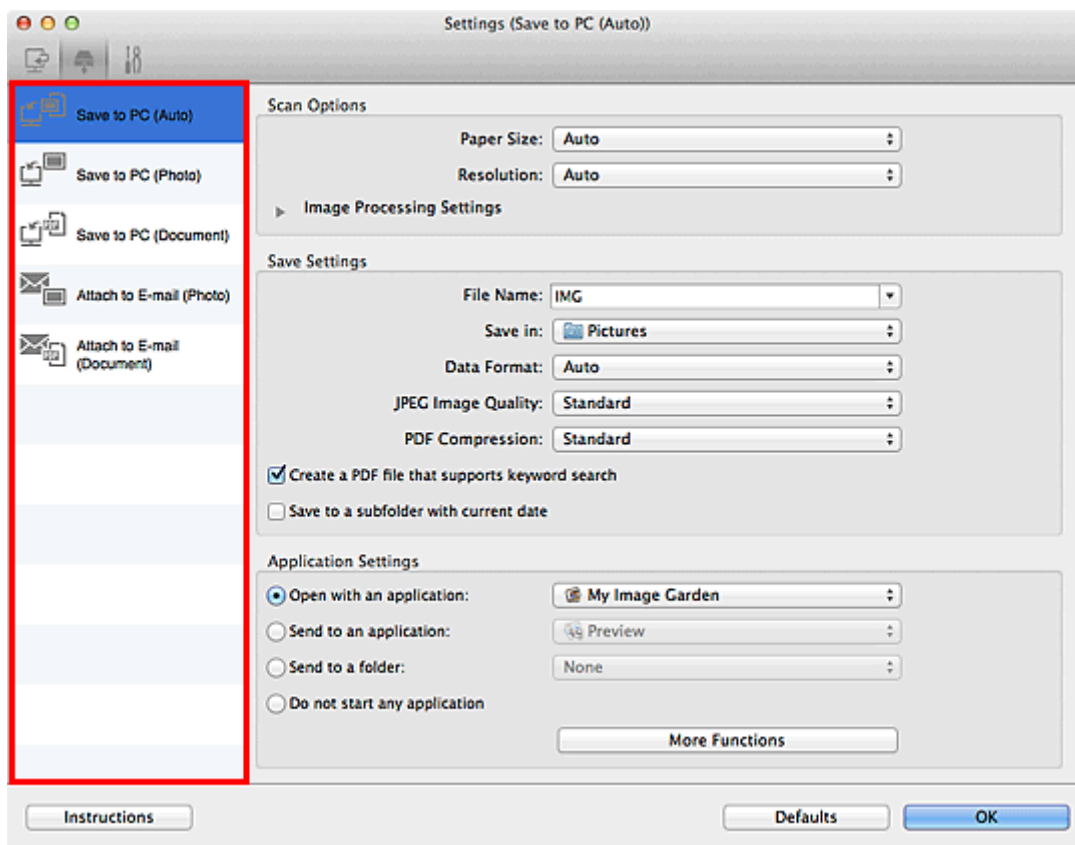 Settings (Save to PC (Auto))
Save to PC (Auto)
Save to PC (Photo)
Save to PC (Document)
Attach to E-mail (Photo)
Attach to E-mail
(Document)
Scan Options
Paper Size: Auto
Resolution: Auto
Image Processing Settings
Save Settings
File Name: IMG
Save in: Pictures
Data Format: Auto
JPEG Image Quality: Standard
PDF Compression: Standard
Create a PDF file that supports keyword search
Save to a subfolder with current date
Application Settings
Open with an application: My Image Garden
Send to an application: Preview
Send to a folder: None
Do not start any application
More Functions
Instructions
Defaults
OK